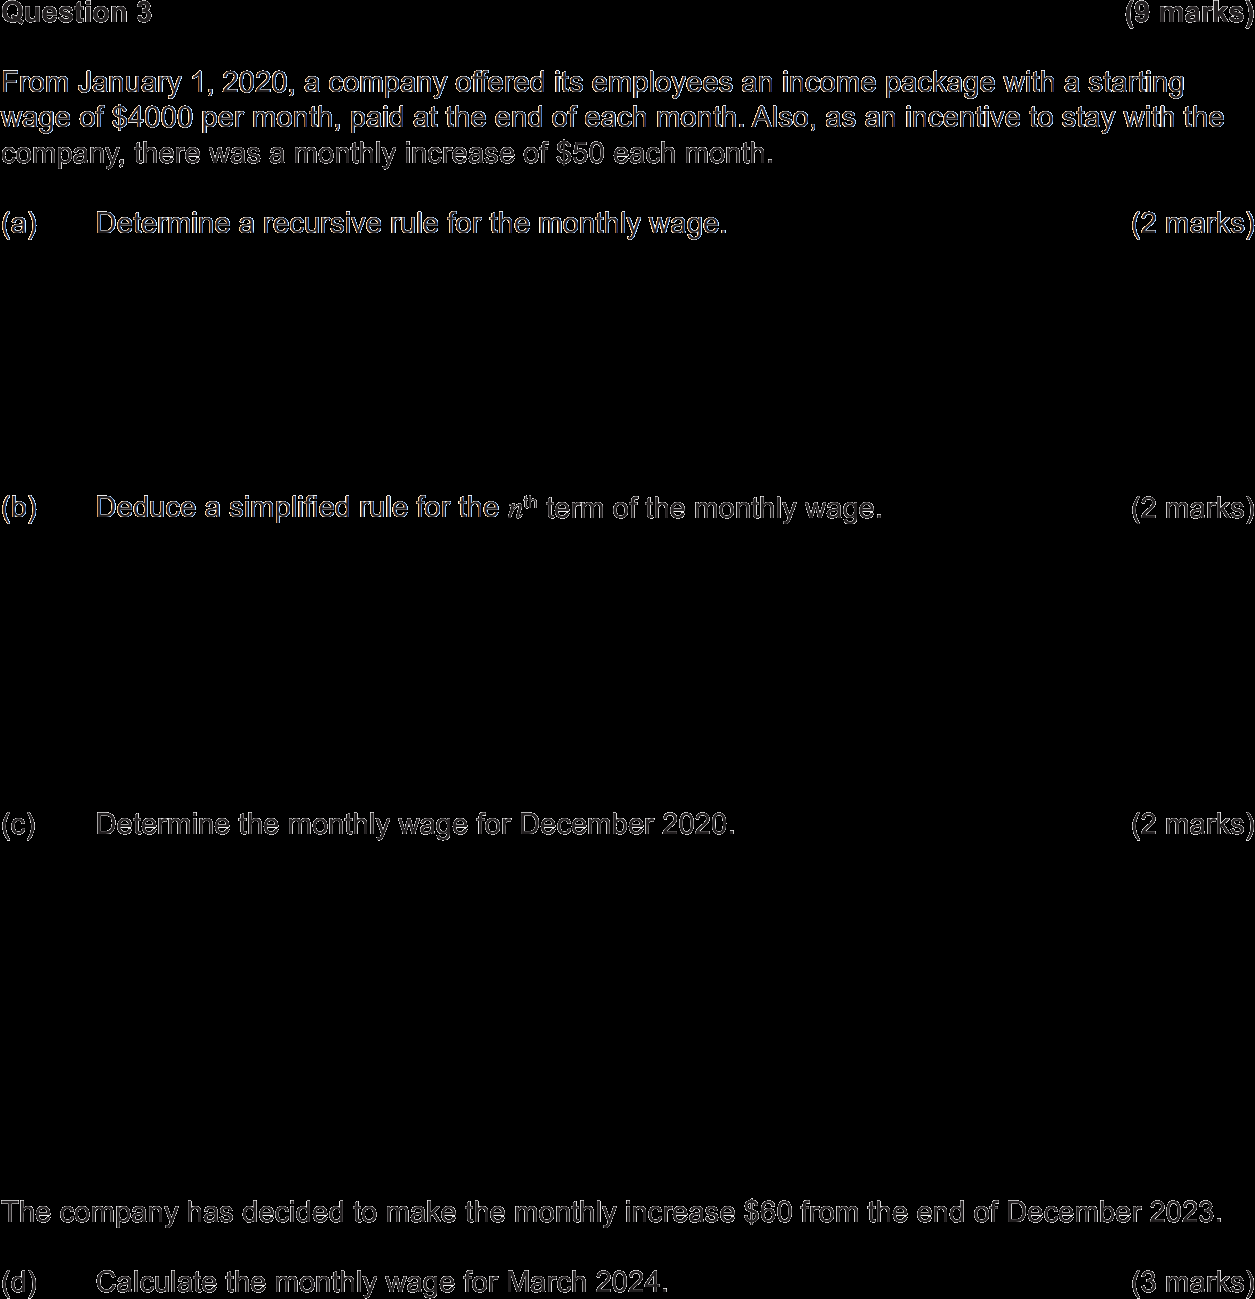 Question 3 (9 marks)
From January 1, 2020, a company offered its employees an income package with a starting
wage of $4000 per month, paid at the end of each month. Also, as an incentive to stay with the
company, there was a monthly increase of $50 each month.
(a) Determine a recursive rule for the monthly wage. (2 marks)
(b) Deduce a simplified rule for the nth term of the monthly wage. (2 marks)
(c) Determine the monthly wage for December 2020. (2 marks)
The company has decided to make the monthly increase $60 from the end of December 2023.
(d) Calculate the monthly wage for March 2024. (3 marks)